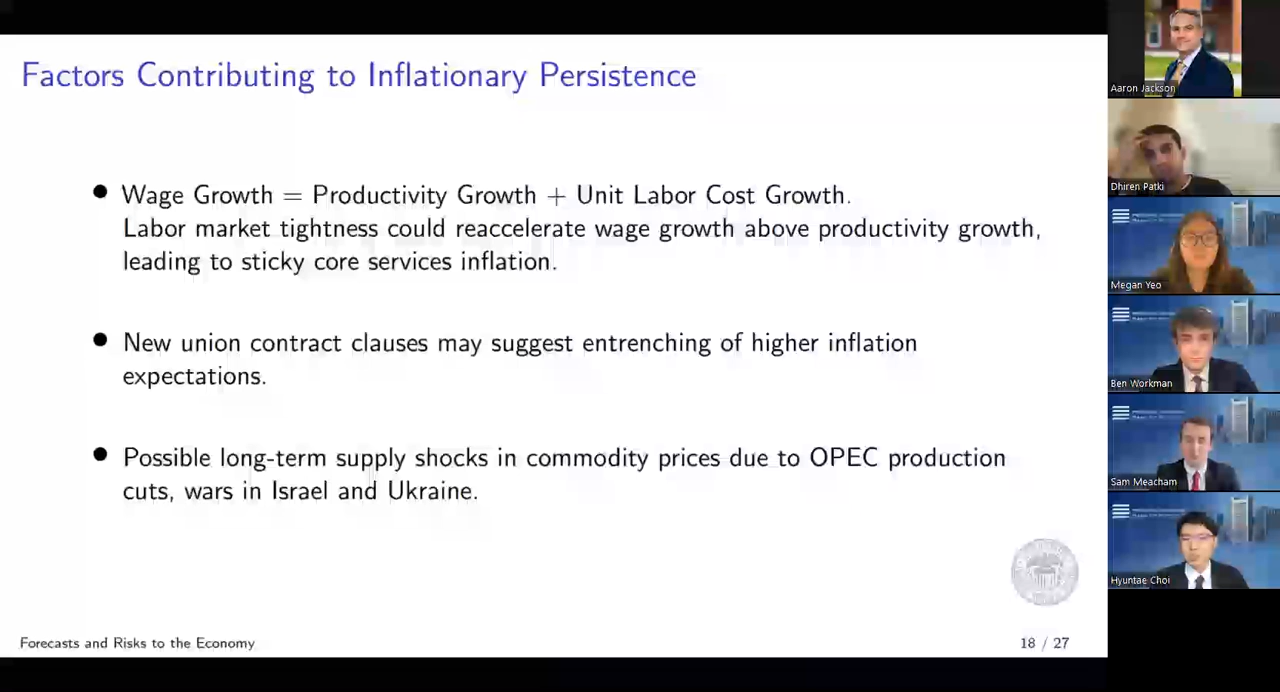 Factors Contributing to Inflationary Persistence
Wage Growth = Productivity Growth + Unit Labor Cost Growth.
Labor market tightness could reaccelerate wage growth above productivity growth,
leading to sticky core services inflation.
New union contract clauses may suggest entrenching of higher inflation
expectations.
Possible long-term supply shocks in commodity prices due to OPEC production
cuts, wars in Israel and Ukraine.
Forecasts and Risks to the Economy
18 / 27
Aaron Jackson
Dhiren Patki
Megan Yeo
Ben Workman
Sam Meacham
Hyuntae Choi